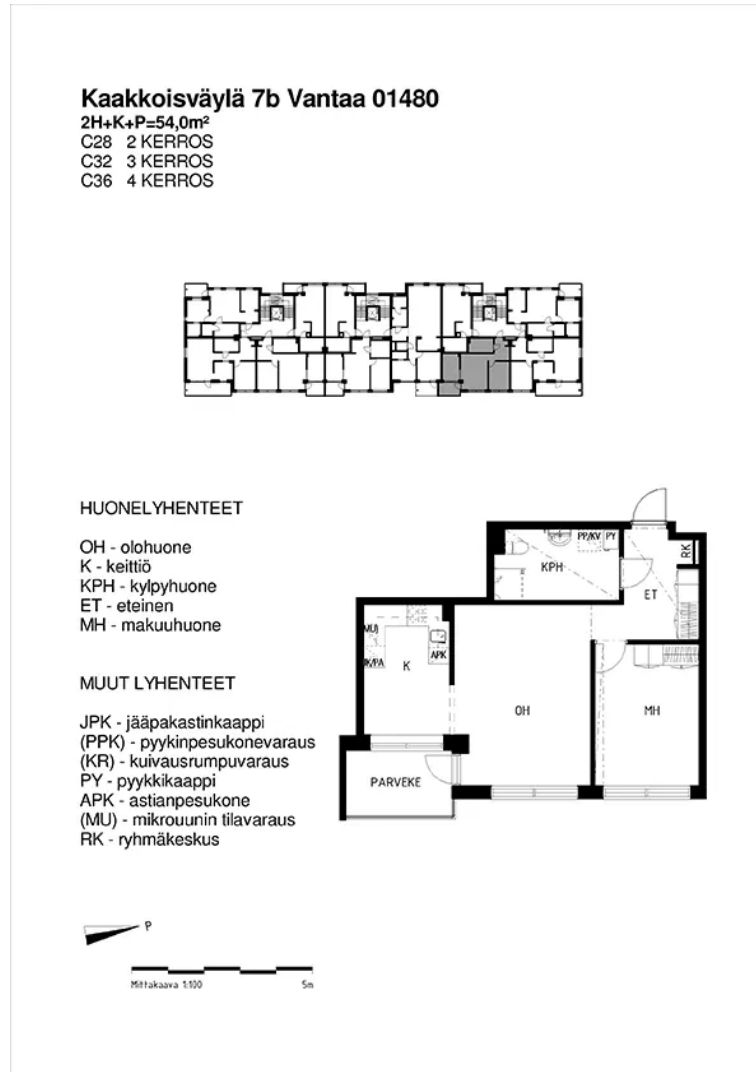 Kaakkoisväylä 7b Vantaa 01480
2H+K+P=54,0m²
C28 2 KERROS
C32 3 KERROS
C36 4 KERROS
HUONELYHENTEET
OH - olohuone
K - keittiö
KPH - kylpyhuone
ET - eteinen
MH - makuuhuone
MUUT LYHENTEET
JPK - jääpakastinkaappi
(PPK) - pyykinpesukonevaraus
(KR) - kuivausrumpuvaraus
PY - pyykkikaappi
APK - astianpesukone
(MU) - mikrouunin tilavaraus
RK - ryhmäkeskus
PP/KV
PY
RK
KPH
ET
MU)
JK/PA
APK
K
OH
MH
PARVEKE
P
Mittakaava 1:100
5m